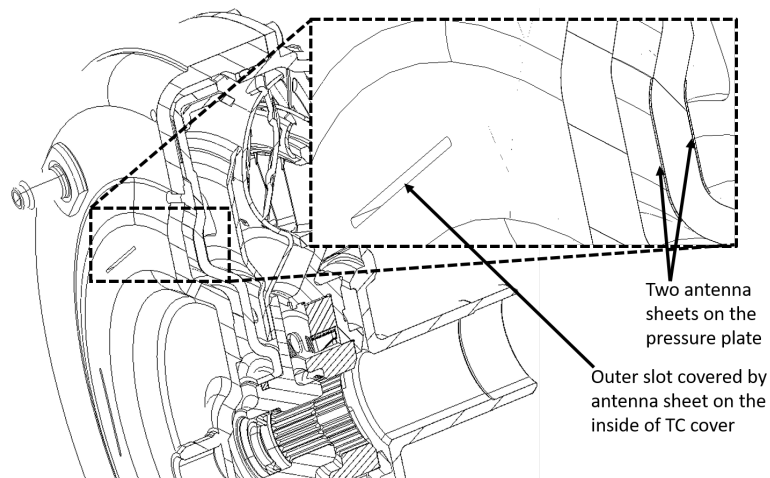 Two antenna
sheets on the
pressure plate
Outer slot covered by
antenna sheet on the
inside of TC cover